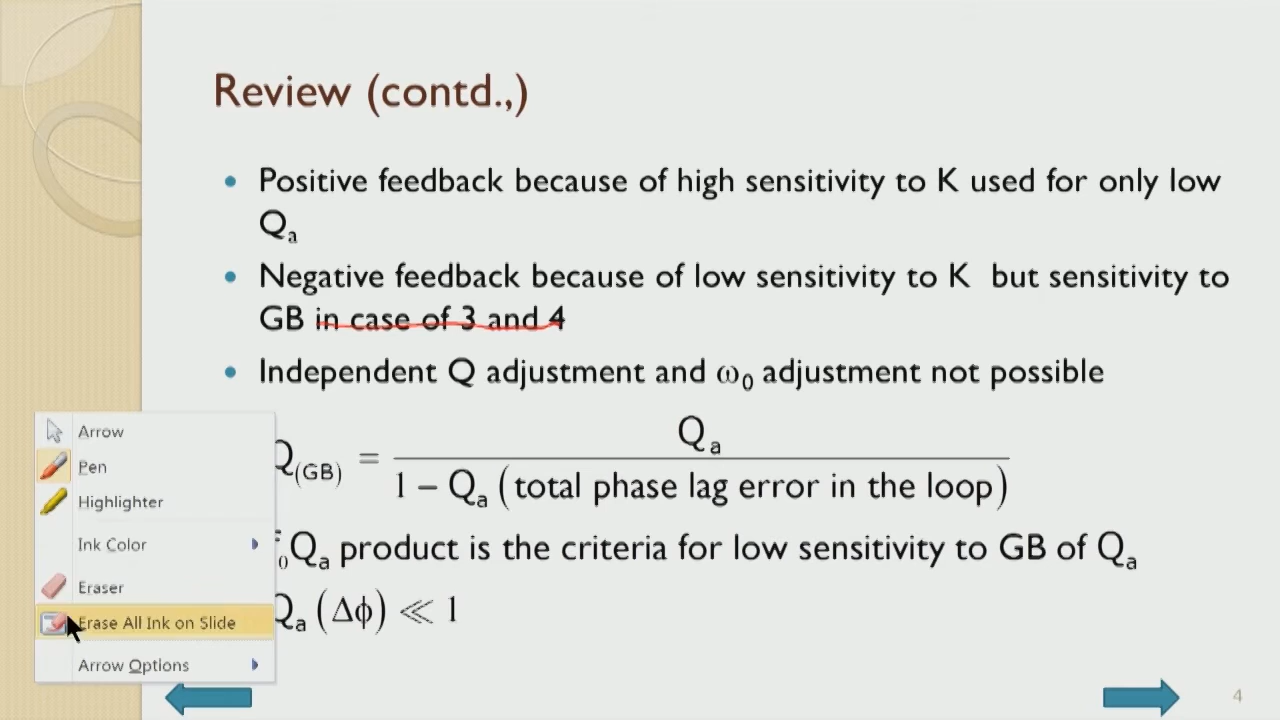 Review (contd.,)
• Positive feedback because of high sensitivity to K used for only low
Qₐ
• Negative feedback because of low sensitivity to K but sensitivity to
GB in case of 3 and 4
• Independent Q adjustment and ω₀ adjustment not possible
Q(GB) = Qₐ / (1 − Qₐ (total phase lag error in the loop))
₀Qₐ product is the criteria for low sensitivity to GB of Qₐ
Qₐ (Δϕ) ≪ 1
Arrow
Pen
Highlighter
Ink Color
Eraser
Erase All Ink on Slide
Arrow Options
4